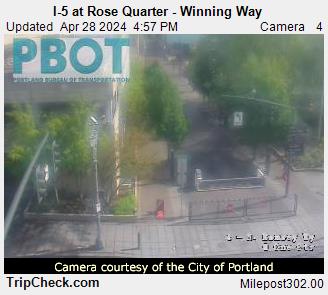 I-5 at Rose Quarter - Winning Way
Updated Apr 28 2024 4:57 PM Camera 4
PBOT
PORTLAND BUREAU OF TRANSPORTATION
Camera courtesy of the City of Portland
TripCheck.com Milepost302.00